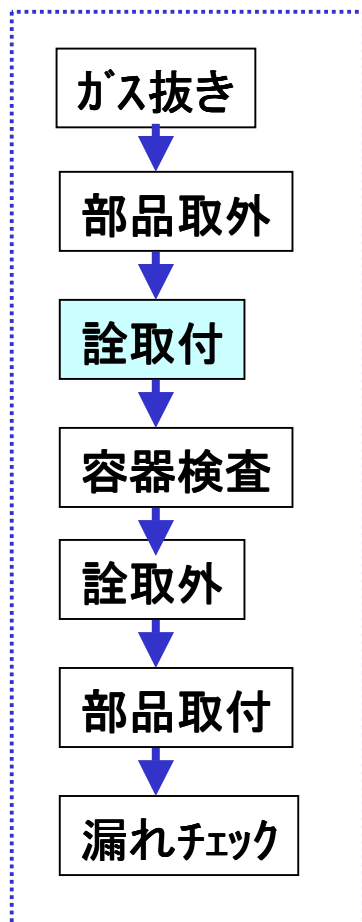 ガス抜き
部品取外
詮取付
容器検査
詮取外
部品取付
漏れチェック